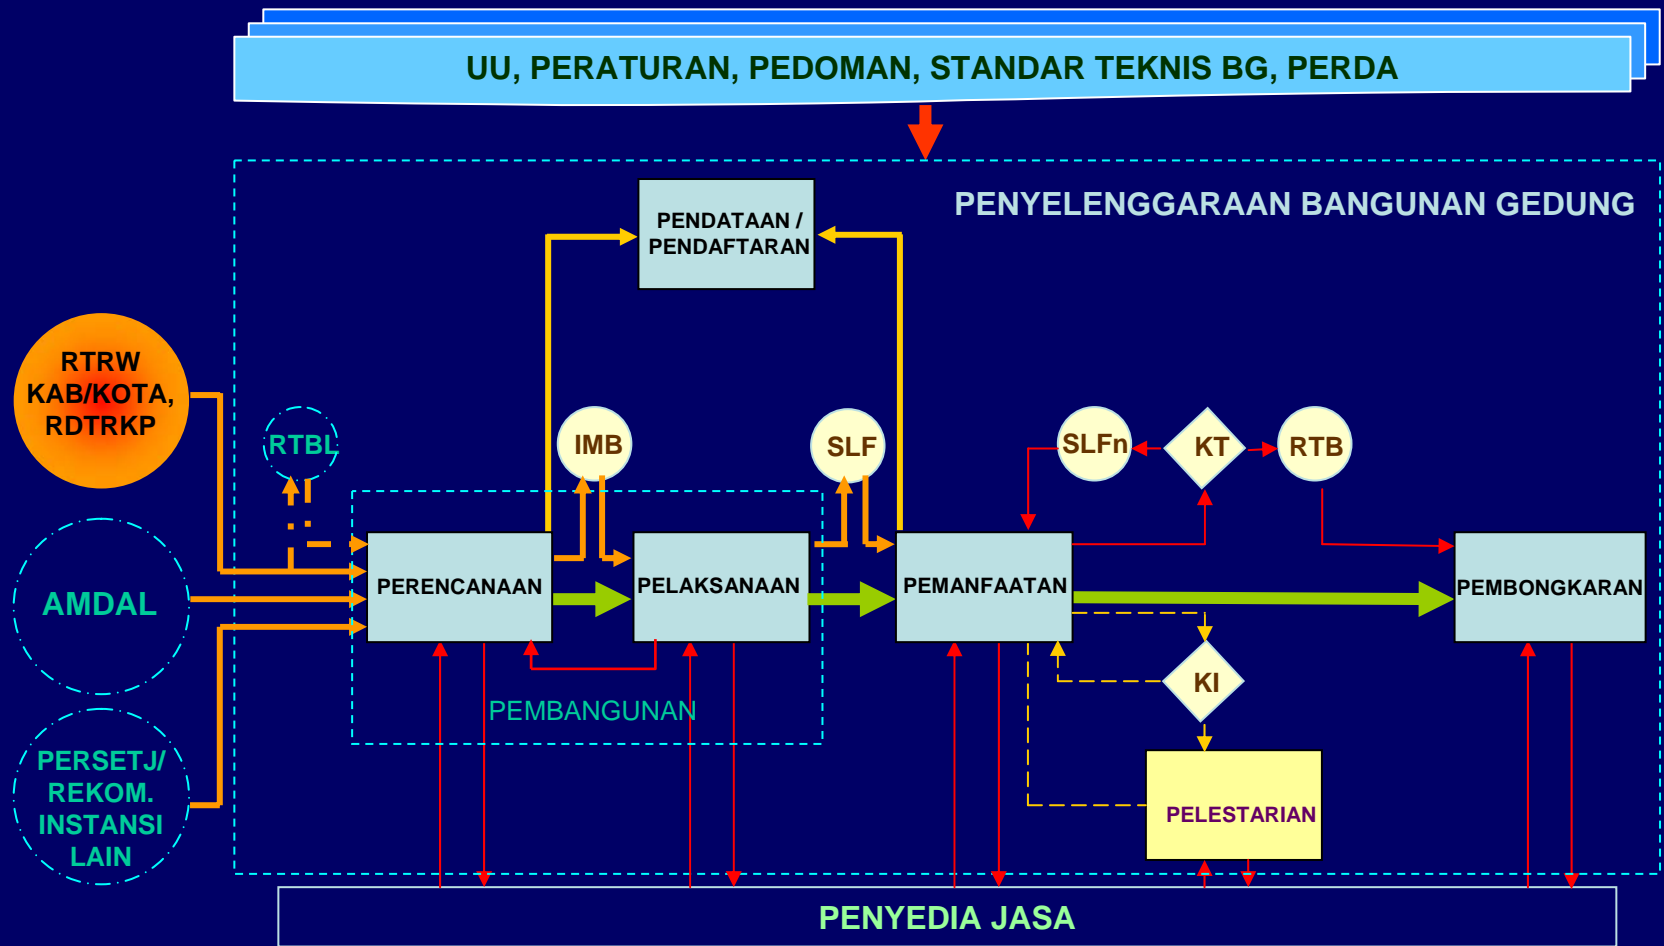 UU, PERATURAN, PEDOMAN, STANDAR TEKNIS BG, PERDA
PENYELENGGARAAN BANGUNAN GEDUNG
PENDATAAN /
PENDAFTARAN
RTRW
KAB/KOTA,
RDTRKP
RTBL
IMB
SLF
SLFn
KT
RTB
AMDAL
PERENCANAAN
PELAKSANAAN
PEMANFAATAN
PEMBONGKARAN
KI
PEMBANGUNAN
PERSETJ/
REKOM.
INSTANSI
LAIN
PELESTARIAN
PENYEDIA JASA